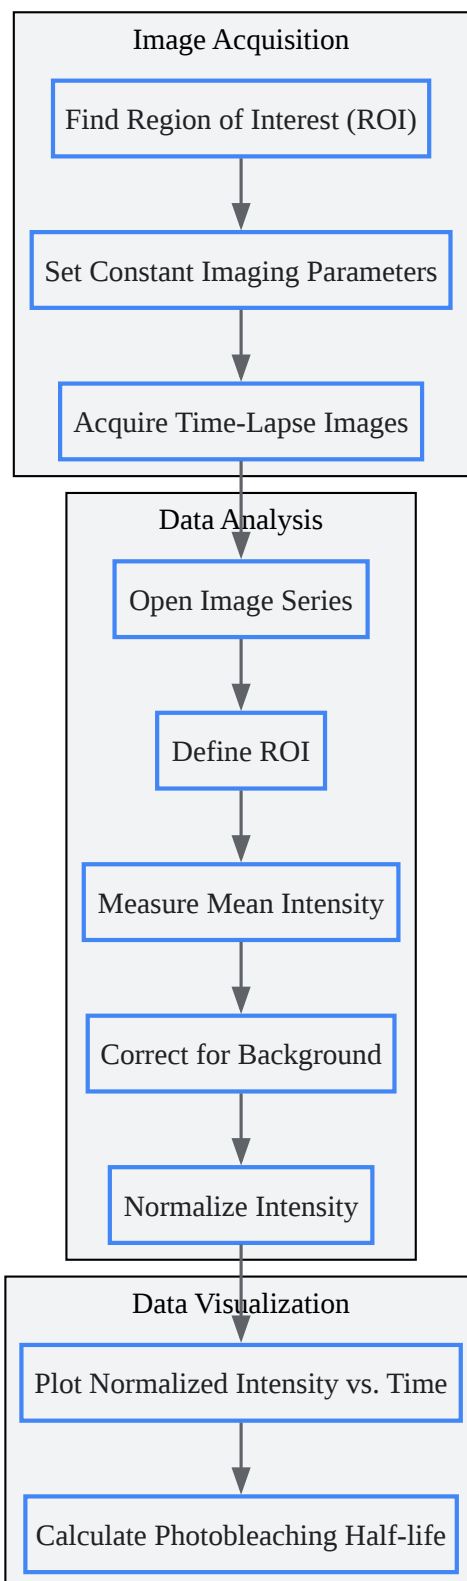 Image Acquisition
Find Region of Interest (ROI)
Set Constant Imaging Parameters
Acquire Time-Lapse Images
Data Analysis
Open Image Series
Define ROI
Measure Mean Intensity
Correct for Background
Normalize Intensity
Data Visualization
Plot Normalized Intensity vs. Time
Calculate Photobleaching Half-life